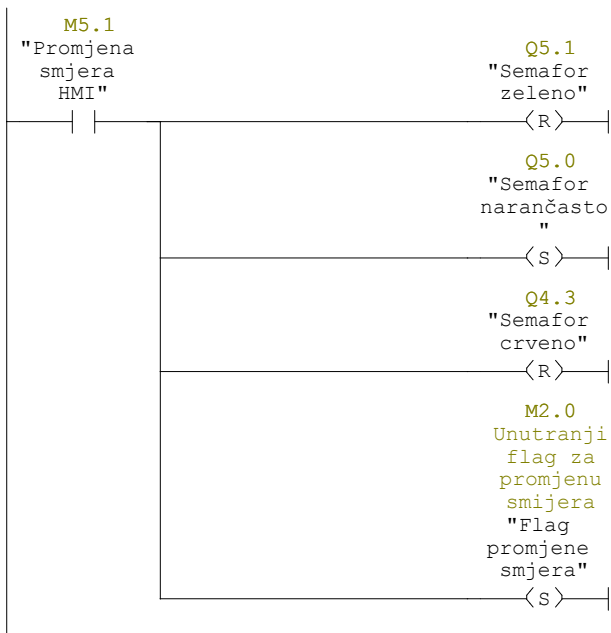 M5.1
"Promjena
smjera
HMI"
Q5.1
"Semafor
zeleno"
R
Q5.0
"Semafor
narančasto
"
S
Q4.3
"Semafor
crveno"
R
M2.0
Unutranji
flag za
promjenu
smijera
"Flag
promjene
smjera"
S